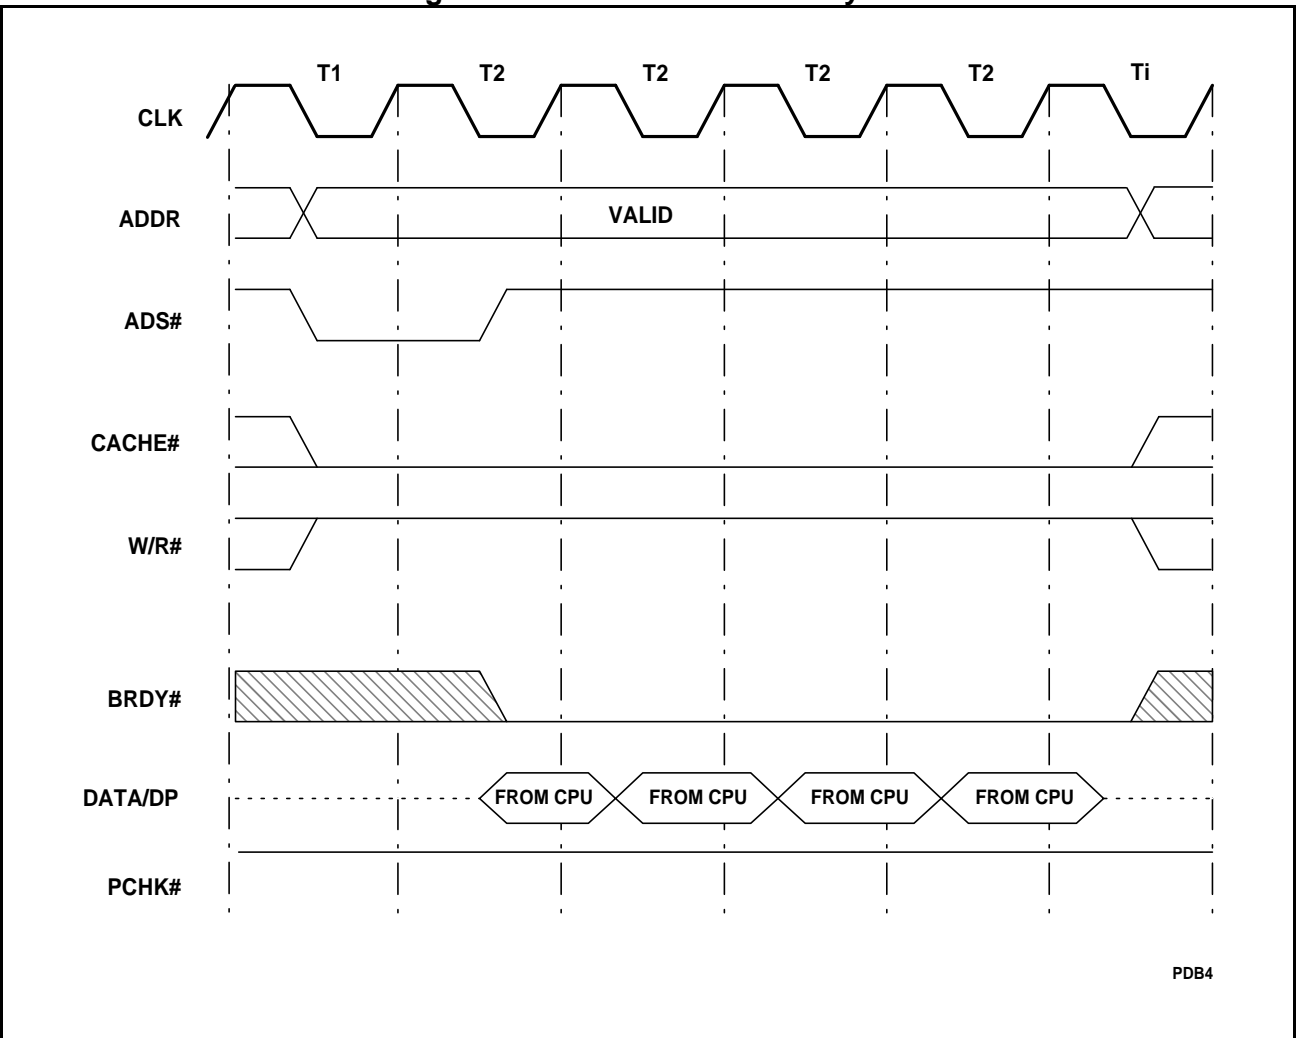 T1 T2 T2 T2 T2 Ti
CLK
ADDR VALID
ADS#
CACHE#
W/R#
BRDY#
DATA/DP FROM CPU FROM CPU FROM CPU FROM CPU
PCHK#
PDB4